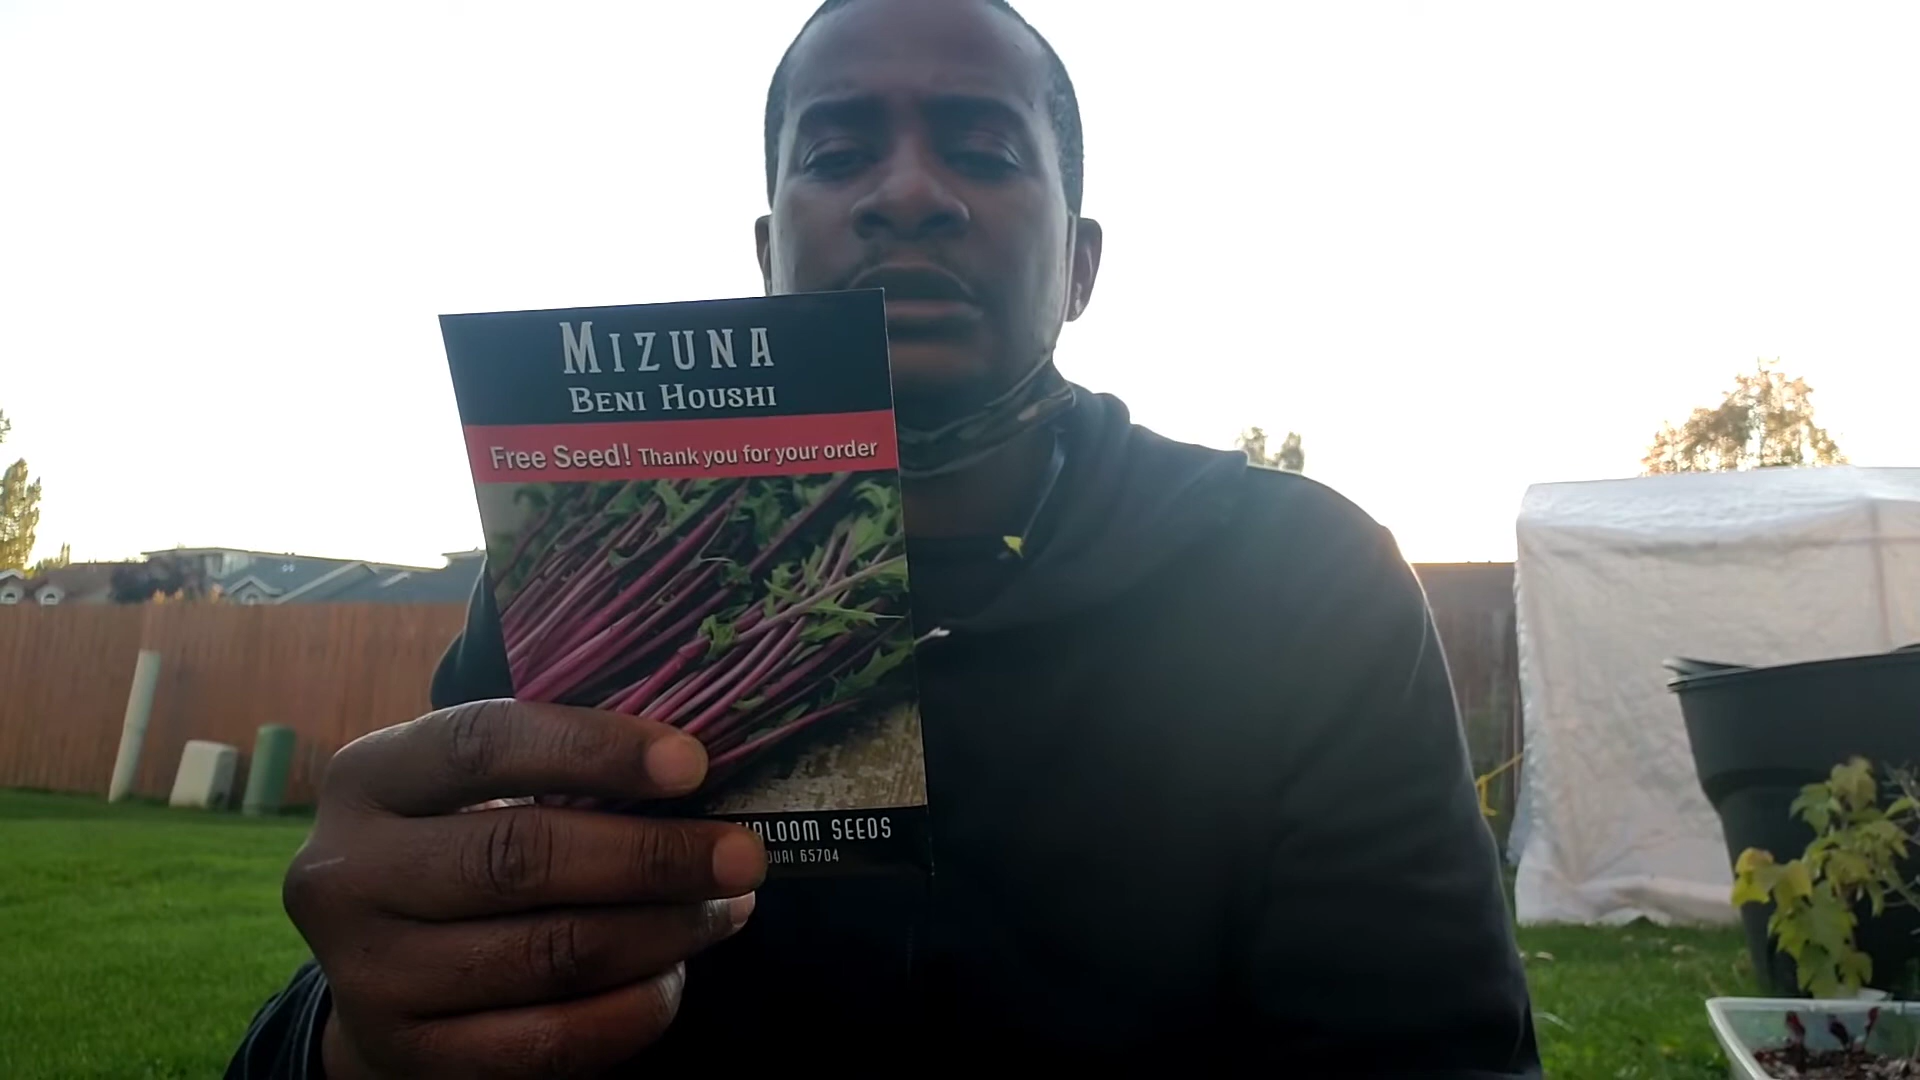 MIZUNA
BENI HOUSHI
Free Seed! Thank you for your order
SEEDS
65704